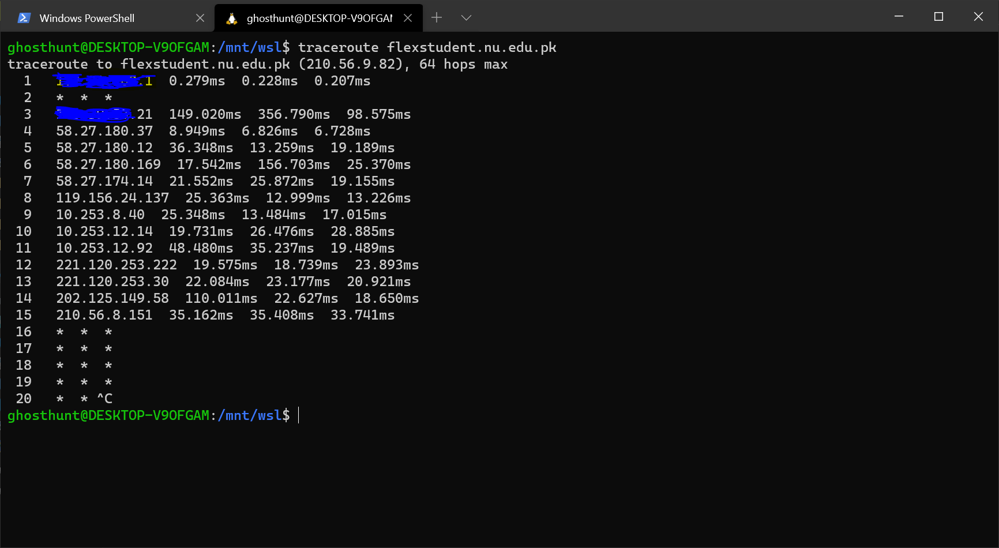 Windows PowerShell
ghosthunt@DESKTOP-V9OFGAM
ghosthunt@DESKTOP-V9OFGAM:/mnt/wsl$ traceroute flexstudent.nu.edu.pk
traceroute to flexstudent.nu.edu.pk (210.56.9.82), 64 hops max
1 .1 0.279ms 0.228ms 0.207ms
2 * * *
3 .21 149.020ms 356.790ms 98.575ms
4 58.27.180.37 8.949ms 6.826ms 6.728ms
5 58.27.180.12 36.348ms 13.259ms 19.189ms
6 58.27.180.169 17.542ms 156.703ms 25.370ms
7 58.27.174.14 21.552ms 25.872ms 19.155ms
8 119.156.24.137 25.363ms 12.999ms 13.226ms
9 10.253.8.40 25.348ms 13.484ms 17.015ms
10 10.253.12.14 19.731ms 26.476ms 28.885ms
11 10.253.12.92 48.480ms 35.237ms 19.489ms
12 221.120.253.222 19.575ms 18.739ms 23.893ms
13 221.120.253.30 22.084ms 23.177ms 20.921ms
14 202.125.149.58 110.011ms 22.627ms 18.650ms
15 210.56.8.151 35.162ms 35.408ms 33.741ms
16 * * *
17 * * *
18 * * *
19 * * *
20 * * ^C
ghosthunt@DESKTOP-V9OFGAM:/mnt/wsl$